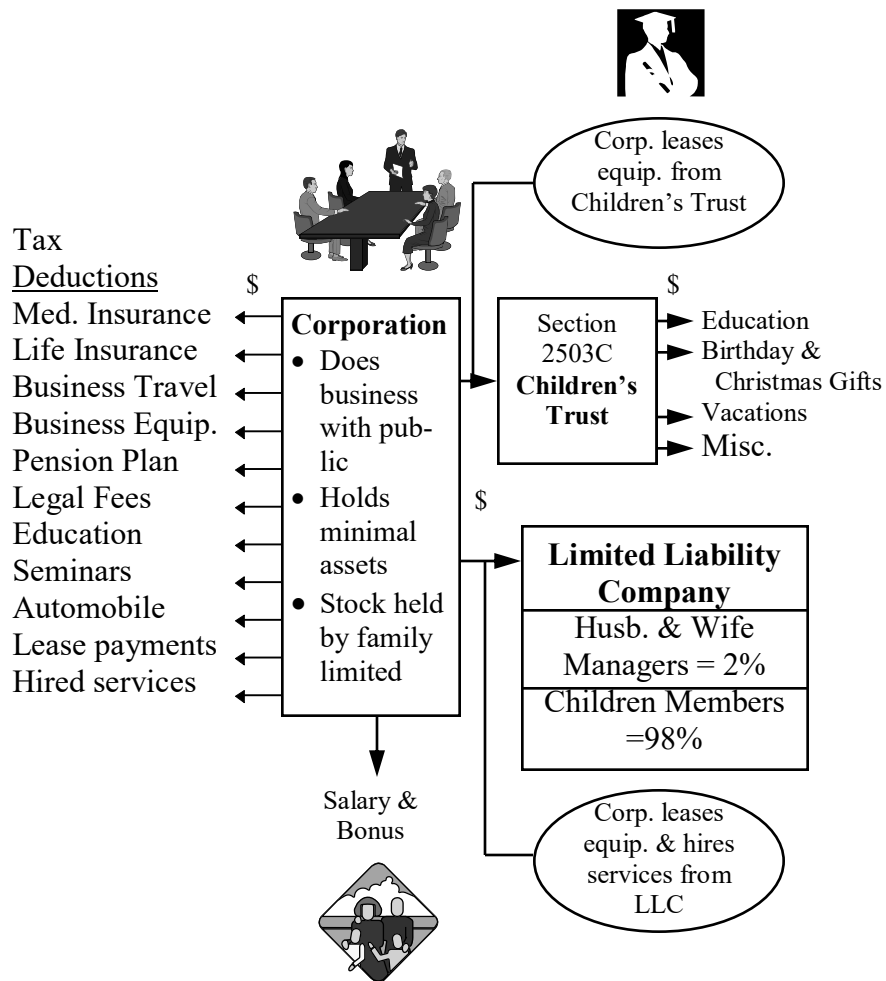 Corp. leases
equip. from
Children's Trust
Tax
Deductions
Med. Insurance
Life Insurance
Business Travel
Business Equip.
Pension Plan
Legal Fees
Education
Seminars
Automobile
Lease payments
Hired services
$
Corporation
• Does
business
with pub-
lic
• Holds
minimal
assets
• Stock held
by family
limited
Salary &
Bonus
Section
2503C
Children's
Trust
$
Education
Birthday &
Christmas Gifts
Vacations
Misc.
$
Limited Liability
Company
Husb. & Wife
Managers = 2%
Children Members
=98%
Corp. leases
equip. & hires
services from
LLC